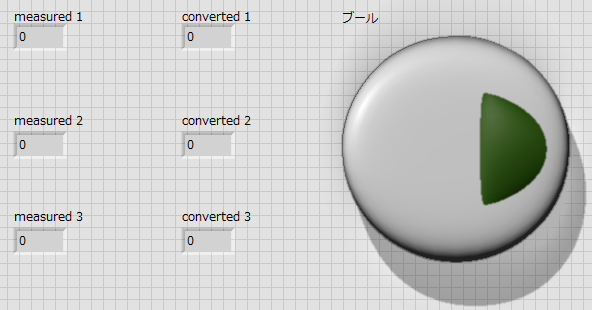 measured 1
0
converted 1
0
ブール
measured 2
0
converted 2
0
measured 3
0
converted 3
0